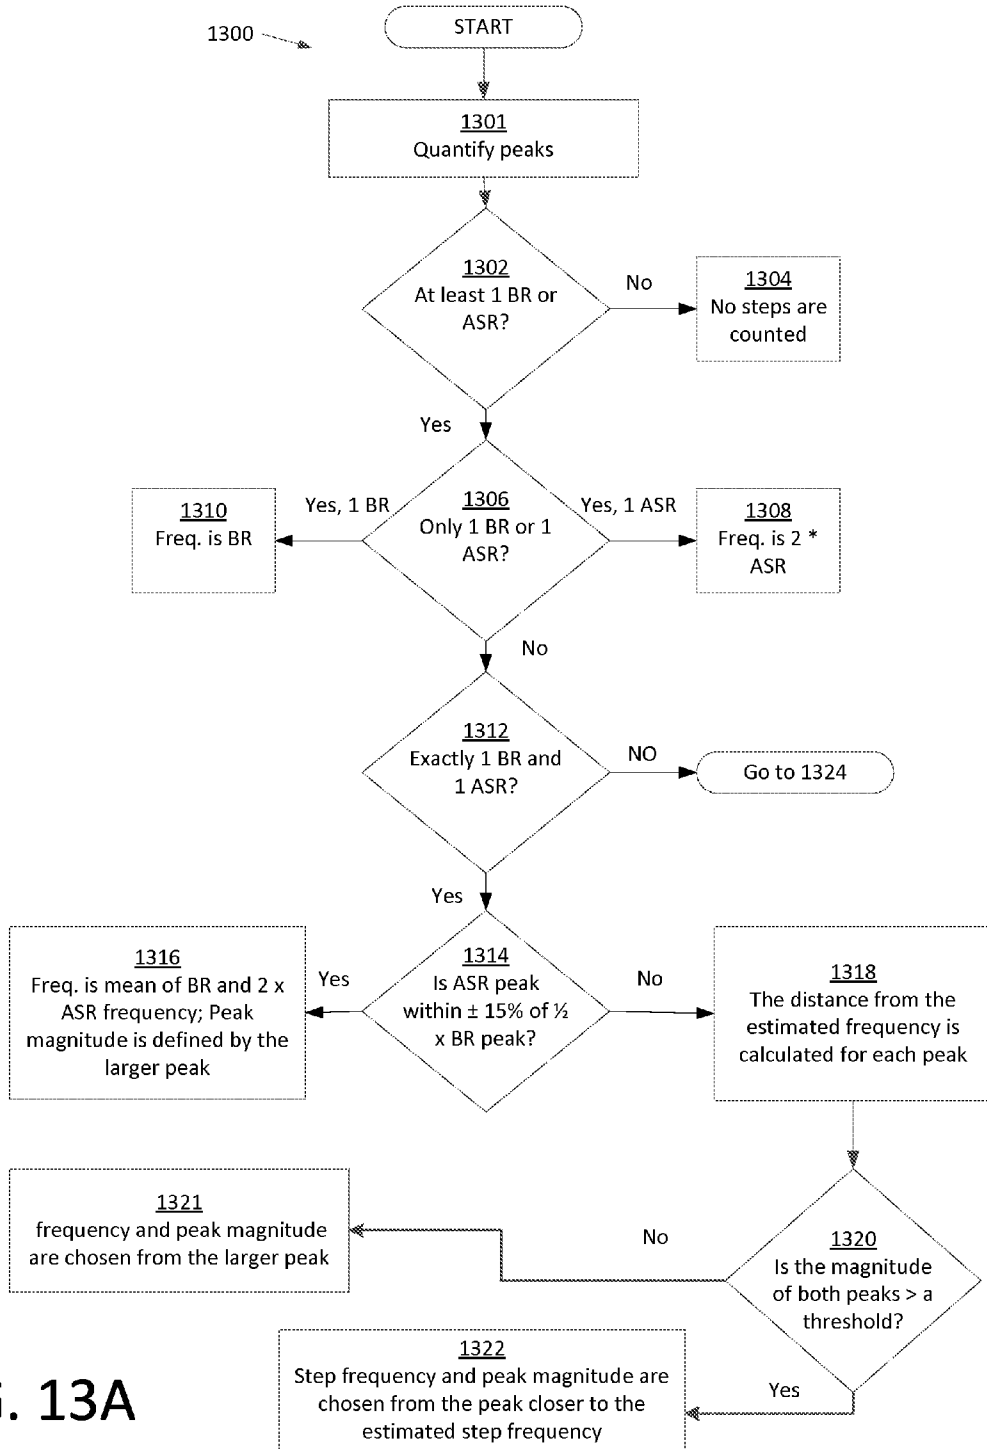 START
1300
1301
Quantify peaks
1302
At least 1 BR or
ASR?
No
1304
No steps are
counted
Yes
1306
Only 1 BR or 1
ASR?
Yes, 1 BR
1310
Freq. is BR
Yes, 1 ASR
1308
Freq. is 2 *
ASR
No
1312
Exactly 1 BR and
1 ASR?
NO
Go to 1324
Yes
1314
Is ASR peak
within ± 15% of ½
x BR peak?
Yes
1316
Freq. is mean of BR and 2 x
ASR frequency; Peak
magnitude is defined by the
larger peak
No
1318
The distance from the
estimated frequency is
calculated for each peak
1320
Is the magnitude
of both peaks > a
threshold?
No
1321
frequency and peak magnitude
are chosen from the larger peak
Yes
1322
Step frequency and peak magnitude are
chosen from the peak closer to the
estimated step frequency
. 13A